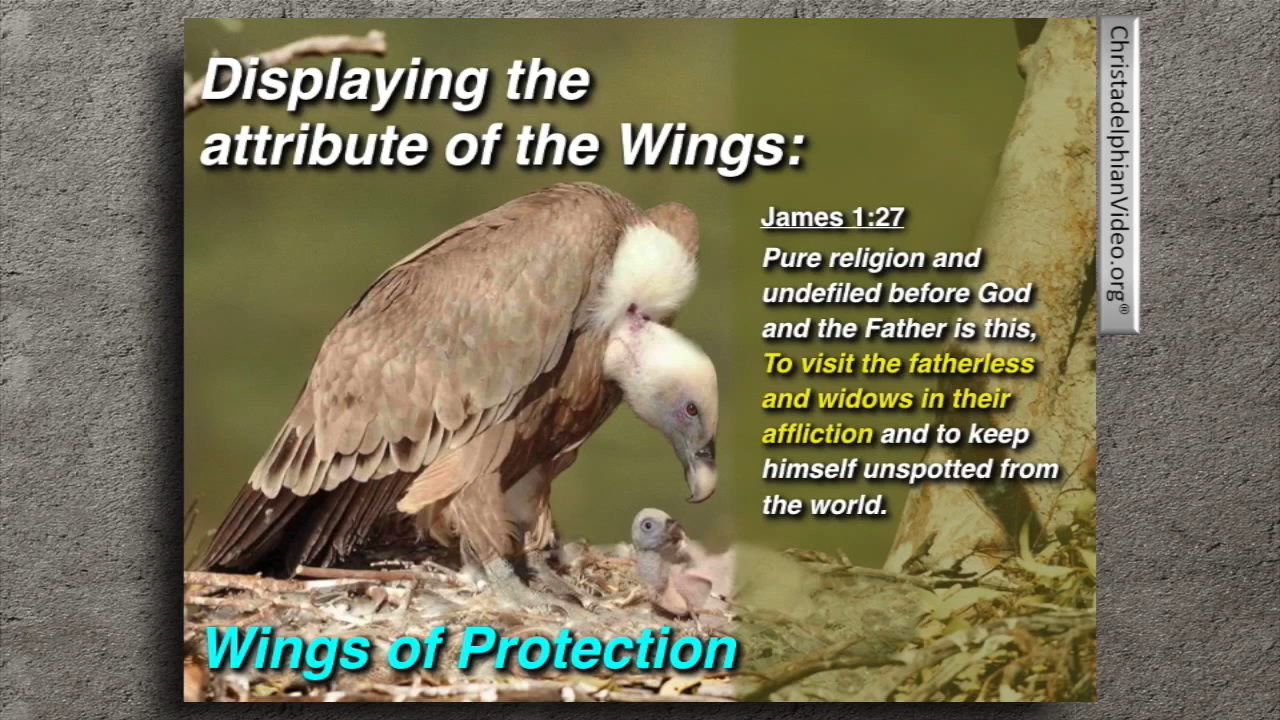 Displaying the
attribute of the Wings:
James 1:27
Pure religion and
undefiled before God
and the Father is this,
To visit the fatherless
and widows in their
affliction and to keep
himself unspotted from
the world.
Wings of Protection
ChristadelphianVideo.org®